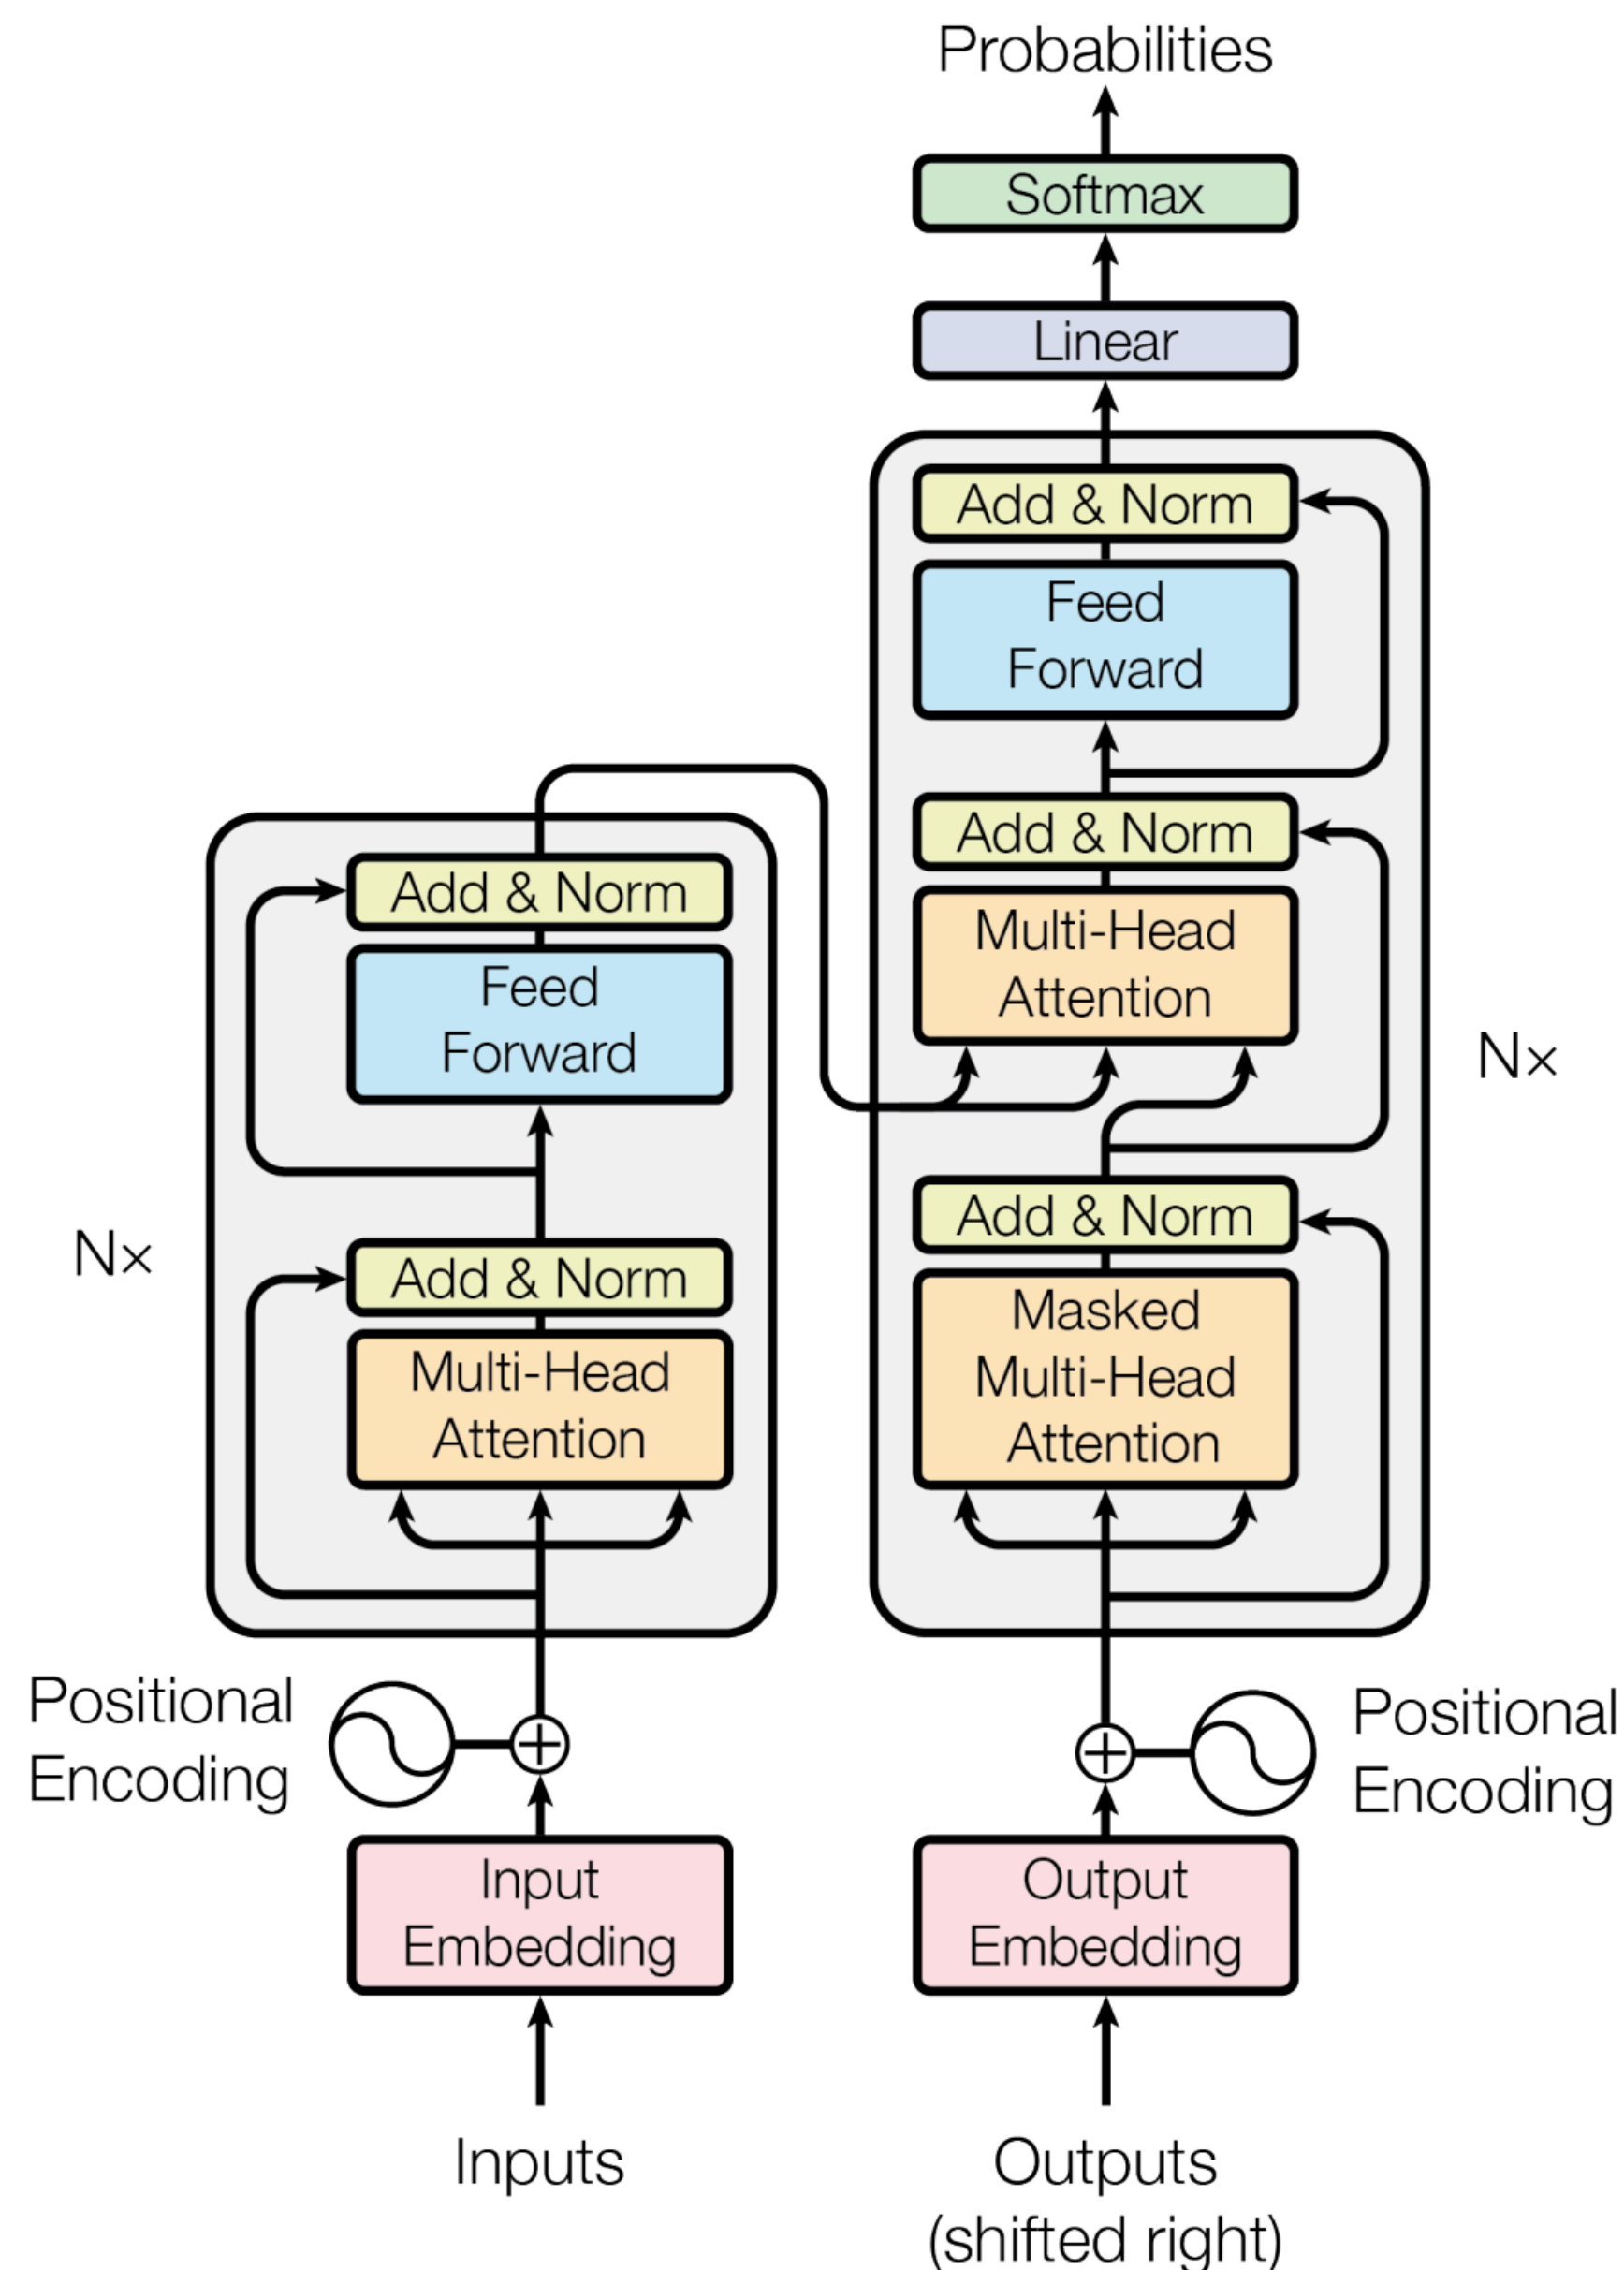 Probabilities
Softmax
Linear
Add & Norm
Feed
Forward
Add & Norm
Multi-Head
Attention
Add & Norm
Masked
Multi-Head
Attention
N×
Add & Norm
Feed
Forward
Add & Norm
Multi-Head
Attention
N×
Positional
Encoding
Positional
Encoding
Input
Embedding
Output
Embedding
Inputs
Outputs
(shifted right)